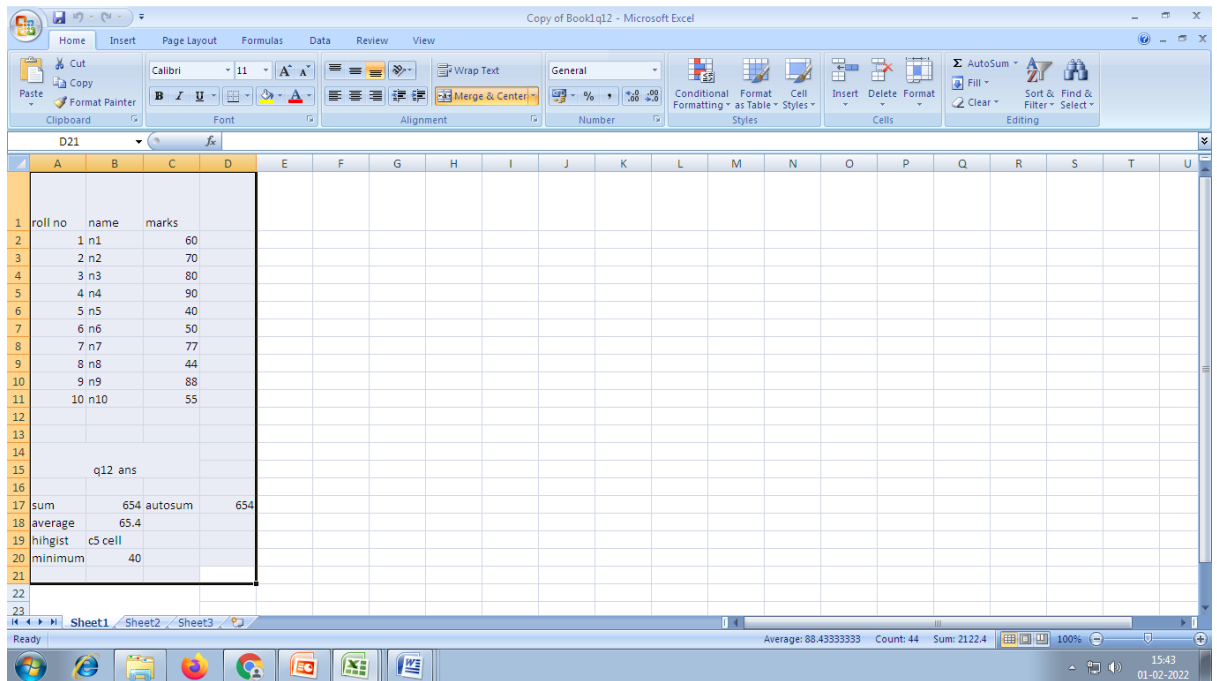 Copy of Book1q12 - Microsoft Excel
Home Insert Page Layout Formulas Data Review View
Paste
Cut
Copy
Format Painter
Clipboard
Calibri 11
B I U
Font
Wrap Text
Merge & Center
Alignment
General
% ,
Number
Conditional Formatting
Format as Table
Cell Styles
Styles
Insert Delete Format
Cells
Σ AutoSum
Fill
Clear
Sort & Filter
Find & Select
Editing
D21 fx
A B C D E F G H I J K L M N O P Q R S T U
1 roll no name marks
2 1 n1 60
3 2 n2 70
4 3 n3 80
5 4 n4 90
6 5 n5 40
7 6 n6 50
8 7 n7 77
9 8 n8 44
10 9 n9 88
11 10 n10 55
12
13
14
15 q12 ans
16
17 sum 654 autosum 654
18 average 65.4
19 hihgist c5 cell
20 minimum 40
21
22
23
Sheet1 Sheet2 Sheet3
Ready Average: 88.43333333 Count: 44 Sum: 2122.4 100%
15:43
01-02-2022